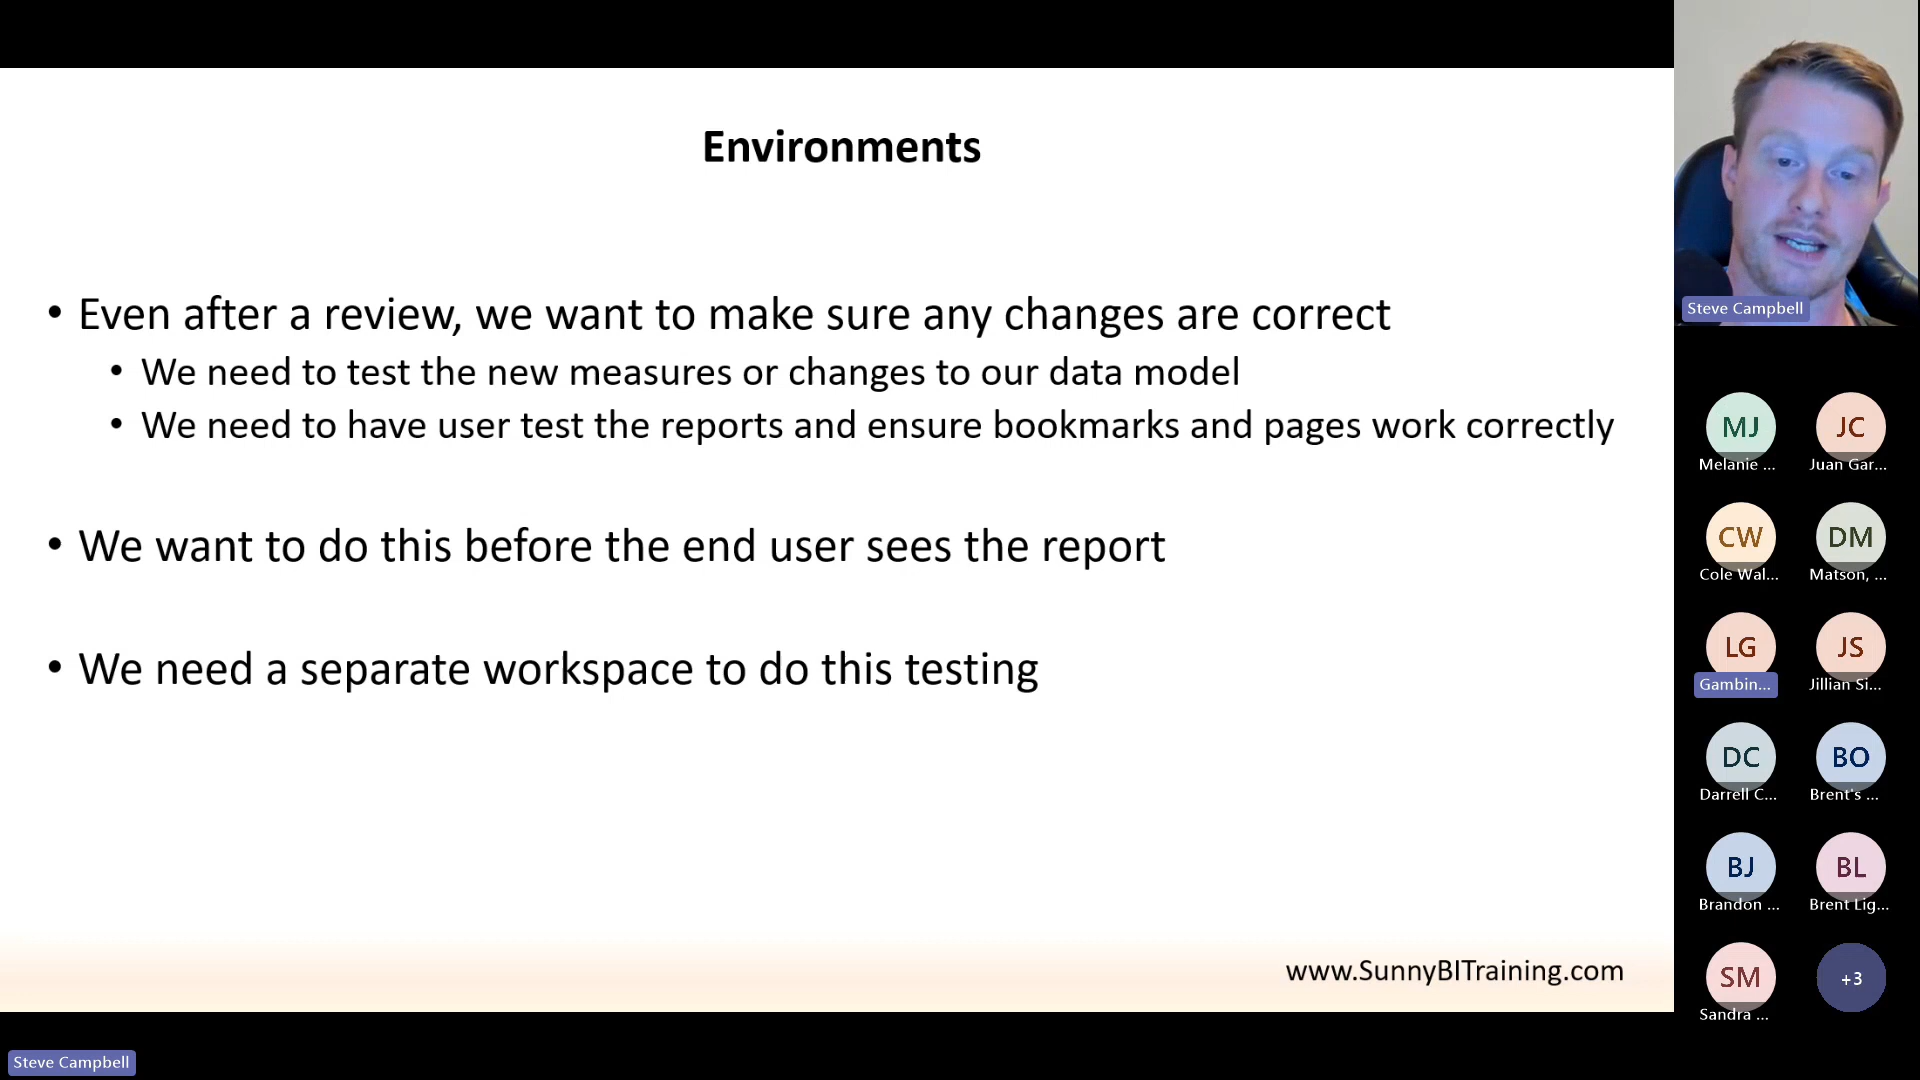 Environments
• Even after a review, we want to make sure any changes are correct
• We need to test the new measures or changes to our data model
• We need to have user test the reports and ensure bookmarks and pages work correctly
• We want to do this before the end user sees the report
• We need a separate workspace to do this testing
www.SunnyBITraining.com
Steve Campbell
Steve Campbell
MJ
Melanie ...
JC
Juan Gar...
CW
Cole Wal...
DM
Matson, ...
LG
Gambin...
JS
Jillian Si...
DC
Darrell C...
BO
Brent's ...
BJ
Brandon ...
BL
Brent Lig...
SM
Sandra ...
+3